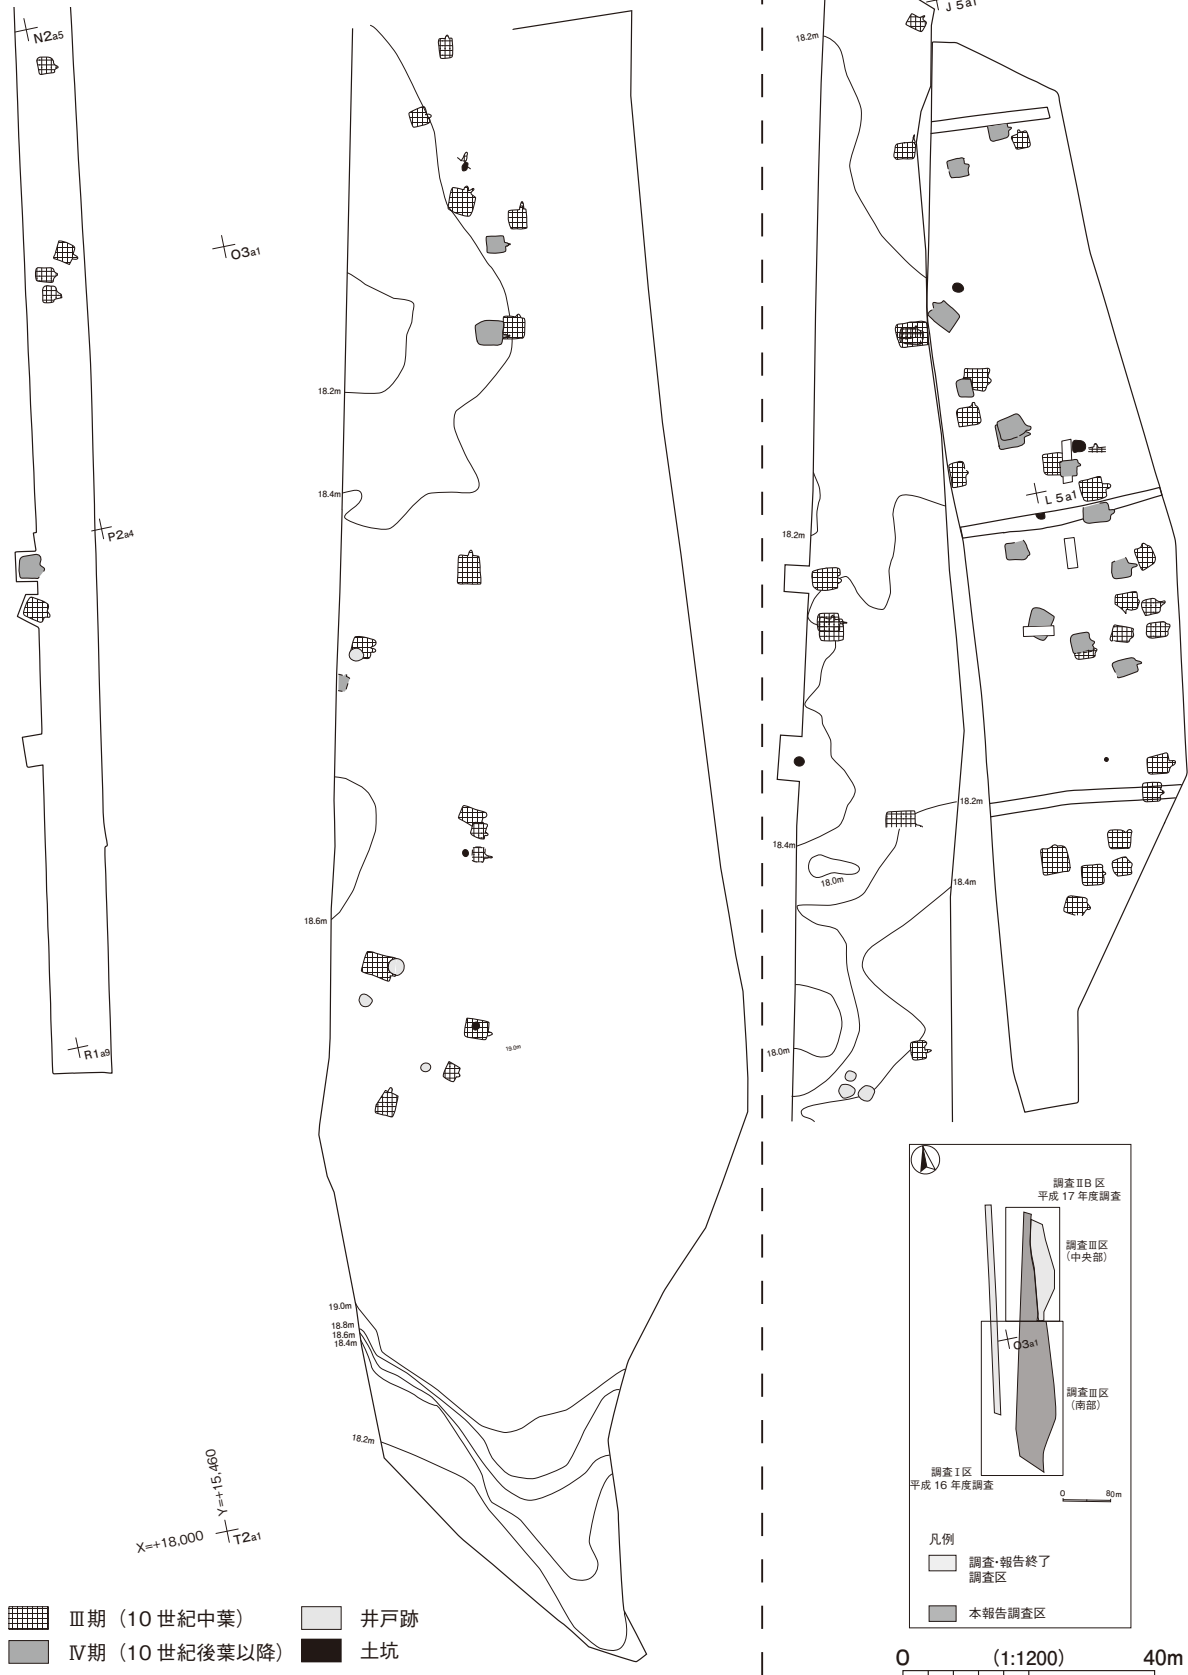 N2a5
O3a1
18.2m
18.4m
P2a4
18.6m
R1a9
19.0m
19.0m
18.8m
18.6m
18.4m
18.2m
X=+18,000
Y=+15,460
T2a1
J 5a1
18.2m
L 5a1
18.2m
18.2m
18.4m
18.0m
18.4m
18.0m
調査ⅡB 区
平成 17 年度調査
調査Ⅲ区
(中央部)
O3a1
調査Ⅲ区
(南部)
調査Ⅰ区
平成 16 年度調査
0 80m
凡例
調査・報告終了
調査区
本報告調査区
Ⅲ期（10 世紀中葉）
Ⅳ期（10 世紀後葉以降）
井戸跡
土坑
0 (1:1200) 40m